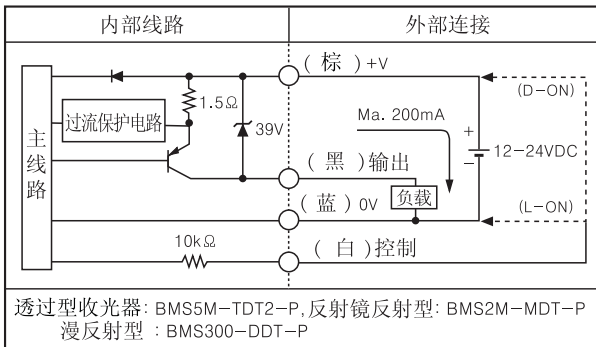 内部线路
外部连接
(棕)+V
(D-ON)
1.5Ω
过流保护电路
39V
Ma. 200mA
主线路
+
12-24VDC
-
(黑)输出
负载
(蓝) 0V
(L-ON)
10kΩ
(白)控制
透过型收光器: BMS5M-TDT2-P, 反射镜反射型: BMS2M-MDT-P
漫反射型 : BMS300-DDT-P